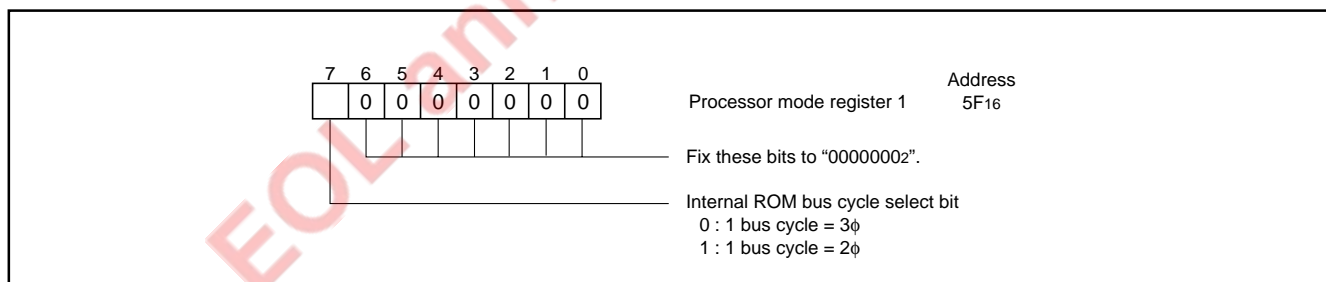 EOL ann
7 6 5 4 3 2 1 0
Address
0 0 0 0 0 0 0
Processor mode register 1
5F16
Fix these bits to “00000002”.
Internal ROM bus cycle select bit
0 : 1 bus cycle = 3ϕ
1 : 1 bus cycle = 2ϕ